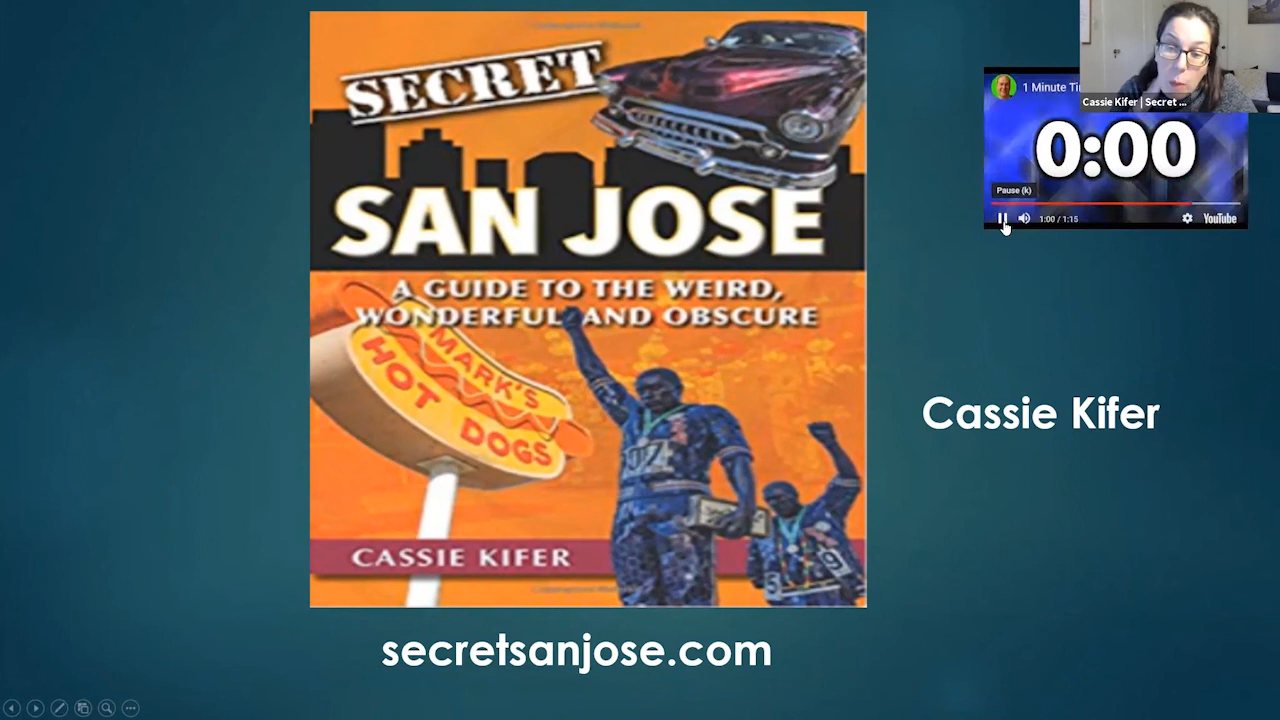 SECRET
SAN JOSE
A GUIDE TO THE WEIRD,
WONDERFUL AND OBSCURE
MARK'S
HOT
DOGS
CASSIE KIFER
secretsanjose.com
Cassie Kifer
Cassie Kifer | Secret ...
1 Minute Ti
0:00
Pause (k)
1:00 / 1:15
YouTube